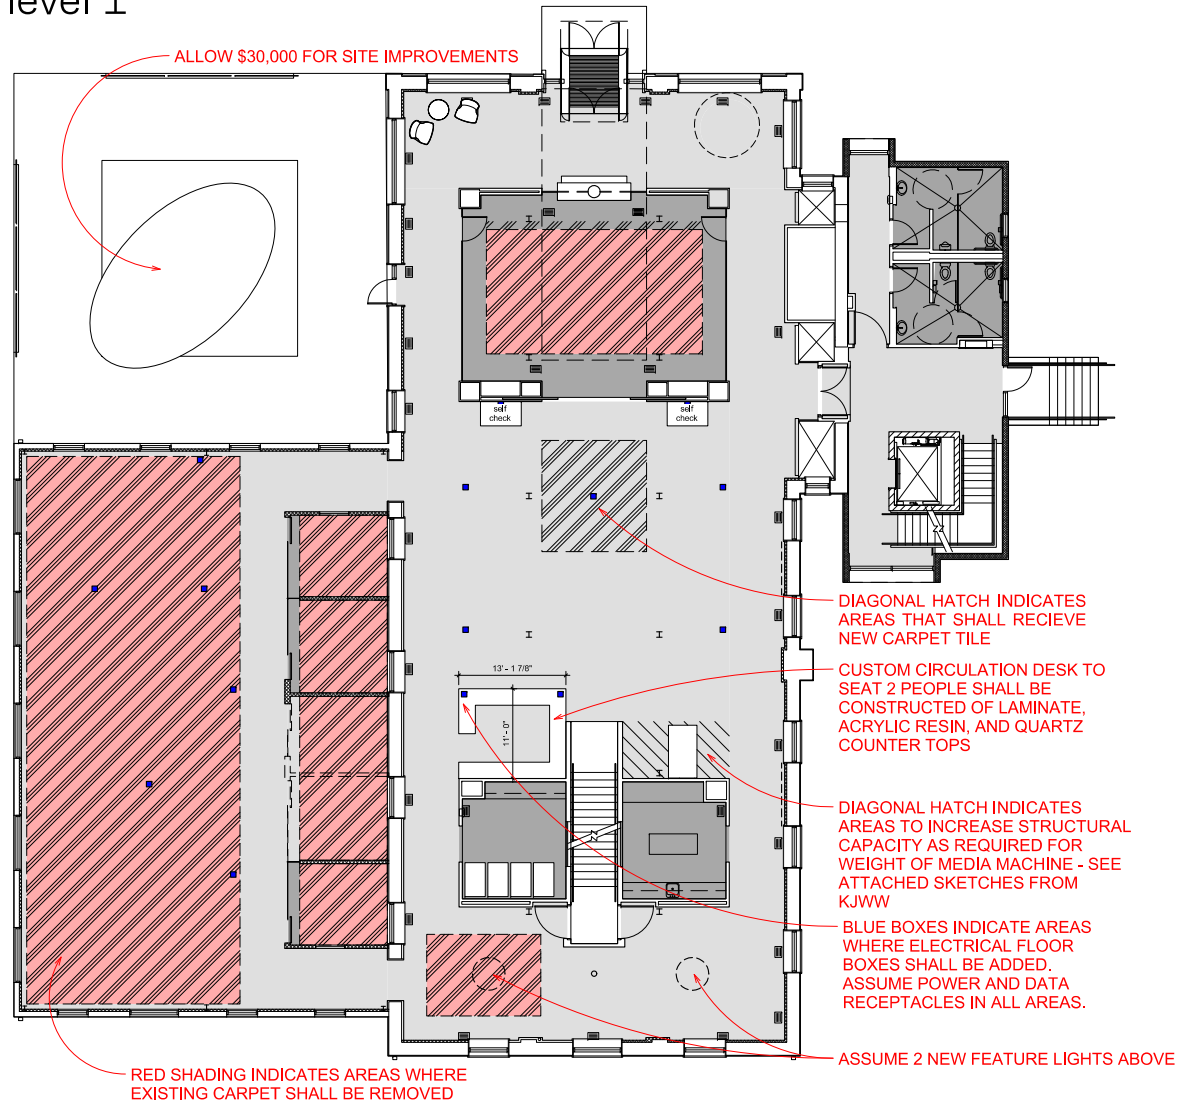 level 1
ALLOW $30,000 FOR SITE IMPROVEMENTS
self
check
self
check
DIAGONAL HATCH INDICATES
AREAS THAT SHALL RECIEVE
NEW CARPET TILE
13' - 1 7/8"
11' - 0"
CUSTOM CIRCULATION DESK TO
SEAT 2 PEOPLE SHALL BE
CONSTRUCTED OF LAMINATE,
ACRYLIC RESIN, AND QUARTZ
COUNTER TOPS
DIAGONAL HATCH INDICATES
AREAS TO INCREASE STRUCTURAL
CAPACITY AS REQUIRED FOR
WEIGHT OF MEDIA MACHINE - SEE
ATTACHED SKETCHES FROM
KJWW
BLUE BOXES INDICATE AREAS
WHERE ELECTRICAL FLOOR
BOXES SHALL BE ADDED.
ASSUME POWER AND DATA
RECEPTACLES IN ALL AREAS.
ASSUME 2 NEW FEATURE LIGHTS ABOVE
RED SHADING INDICATES AREAS WHERE
EXISTING CARPET SHALL BE REMOVED